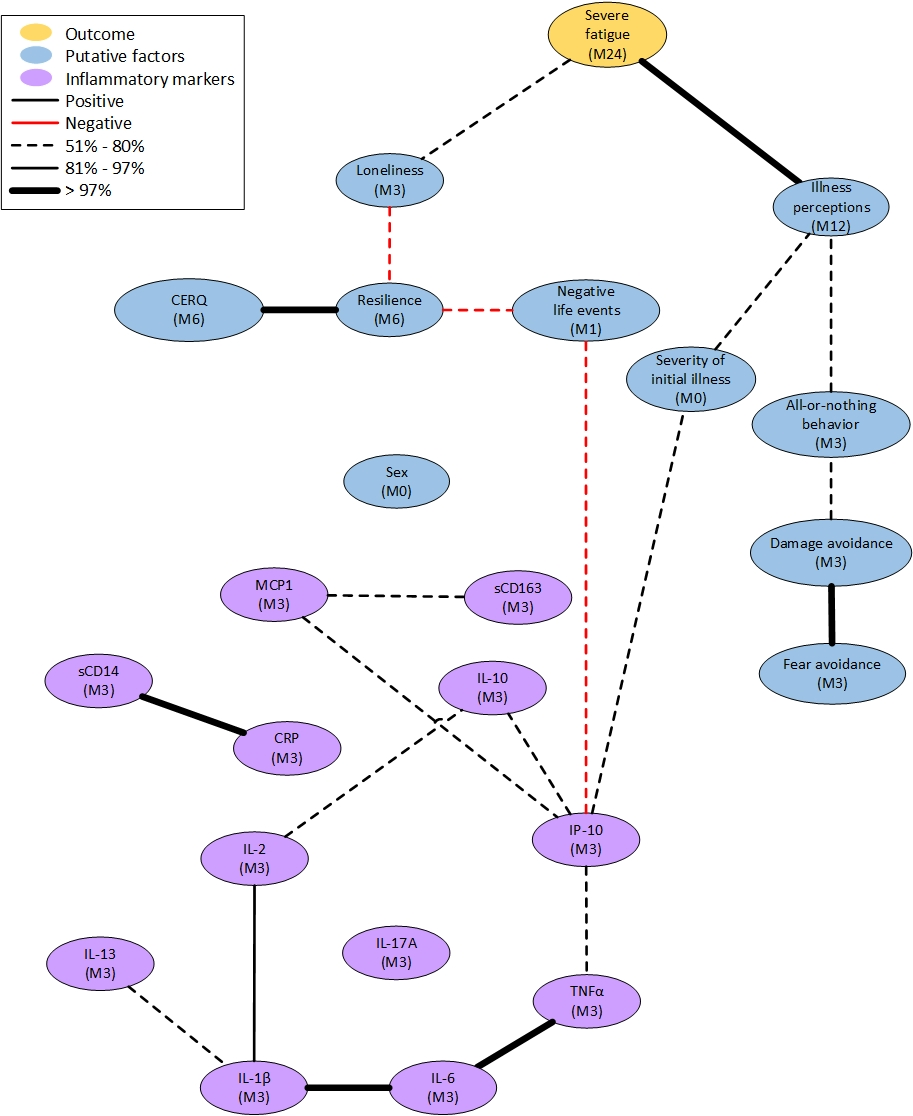 Outcome
Putative factors
Inflammatory markers
Positive
Negative
51% - 80%
81% - 97%
> 97%
Severe
fatigue
(M24)
Loneliness
(M3)
Illness
perceptions
(M12)
CERQ
(M6)
Resilience
(M6)
Negative
life events
(M1)
Severity of
initial illness
(M0)
All-or-nothing
behavior
(M3)
Sex
(M0)
Damage avoidance
(M3)
MCP1
(M3)
sCD163
(M3)
Fear avoidance
(M3)
sCD14
(M3)
IL-10
(M3)
CRP
(M3)
IP-10
(M3)
IL-2
(M3)
IL-17A
(M3)
IL-13
(M3)
TNFα
(M3)
IL-1β
(M3)
IL-6
(M3)